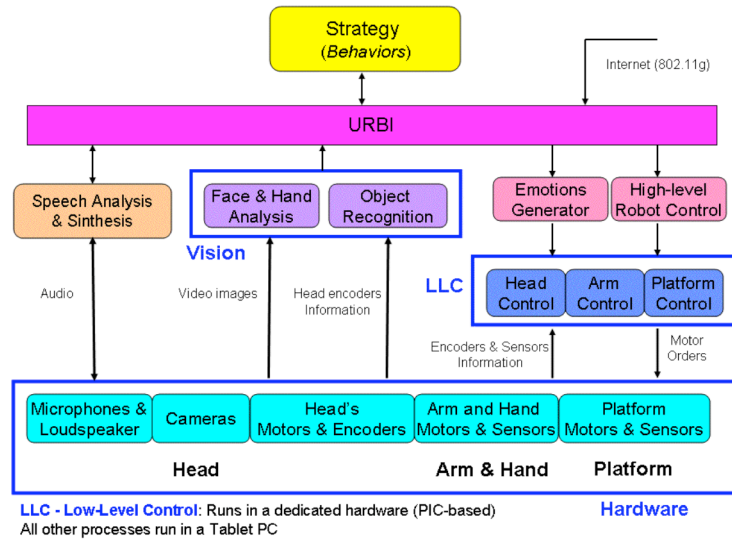 Strategy
(Behaviors)
Internet (802.11g)
URBI
Speech Analysis
& Sinthesis
Face & Hand
Analysis
Object
Recognition
Emotions
Generator
High-level
Robot Control
Vision
LLC
Head
Control
Arm
Control
Platform
Control
Audio
Video images
Head encoders
Information
Encoders & Sensors
Information
Motor
Orders
Microphones &
Loudspeaker
Cameras
Head's
Motors & Encoders
Arm and Hand
Motors & Sensors
Platform
Motors & Sensors
Head
Arm & Hand
Platform
Hardware
LLC - Low-Level Control: Runs in a dedicated hardware (PIC-based)
All other processes run in a Tablet PC